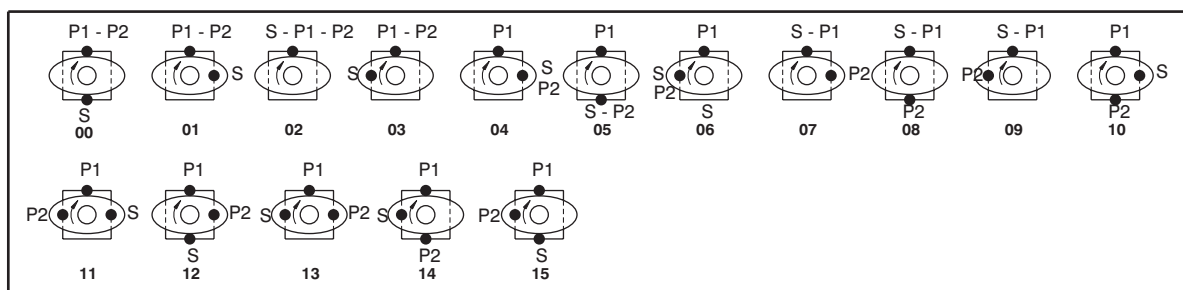 P1 - P2 P1 - P2 S - P1 - P2 P1 - P2 P1 P1 P1 S - P1 S - P1 S - P1 P1
S S S P2 S P2 P2 P2 S
S S - P2 S P2 P2
00 01 02 03 04 05 06 07 08 09 10
P1 P1 P1 P1 P1
P2 S P2 S P2 S P2
S P2 S
11 12 13 14 15